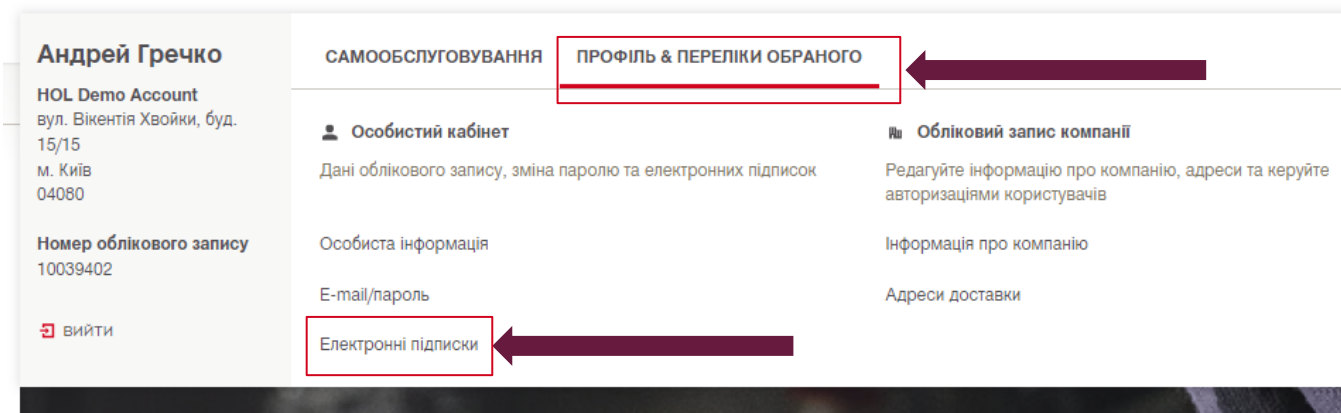 Андрей Гречко
HOL Demo Account
вул. Вікентія Хвойки, буд.
15/15
м. Київ
04080
Номер облікового запису
10039402
вийти
САМООБСЛУГОВУВАННЯ
ПРОФІЛЬ & ПЕРЕЛІКИ ОБРАНОГО
Особистий кабінет
Дані облікового запису, зміна паролю та електронних підписок
Особиста інформація
E-mail/пароль
Електронні підписки
Обліковий запис компанії
Редагуйте інформацію про компанію, адреси та керуйте
авторизаціями користувачів
Інформація про компанію
Адреси доставки